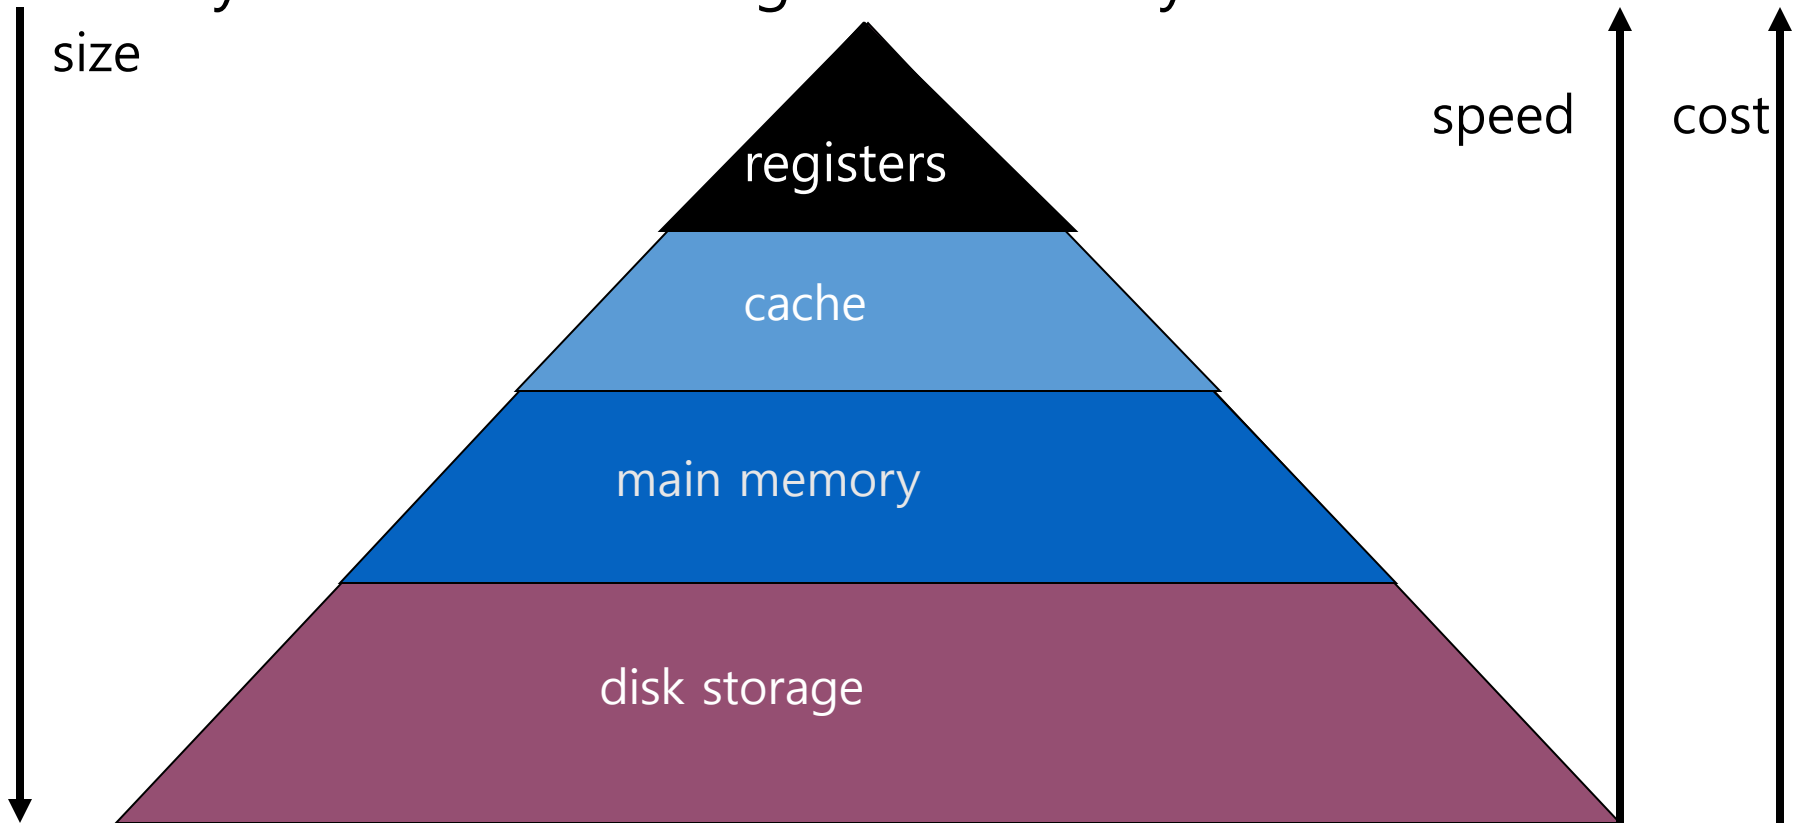 size
speed
cost
registers
cache
main memory
disk storage